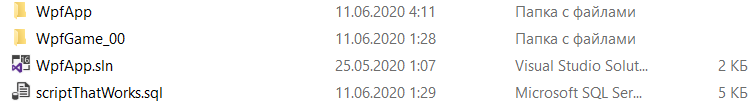 WpfApp 11.06.2020 4:11 Папка с файлами
WpfGame_00 11.06.2020 1:28 Папка с файлами
WpfApp.sln 25.05.2020 1:07 Visual Studio Solut... 2 КБ
scriptThatWorks.sql 11.06.2020 1:29 Microsoft SQL Ser... 5 КБ